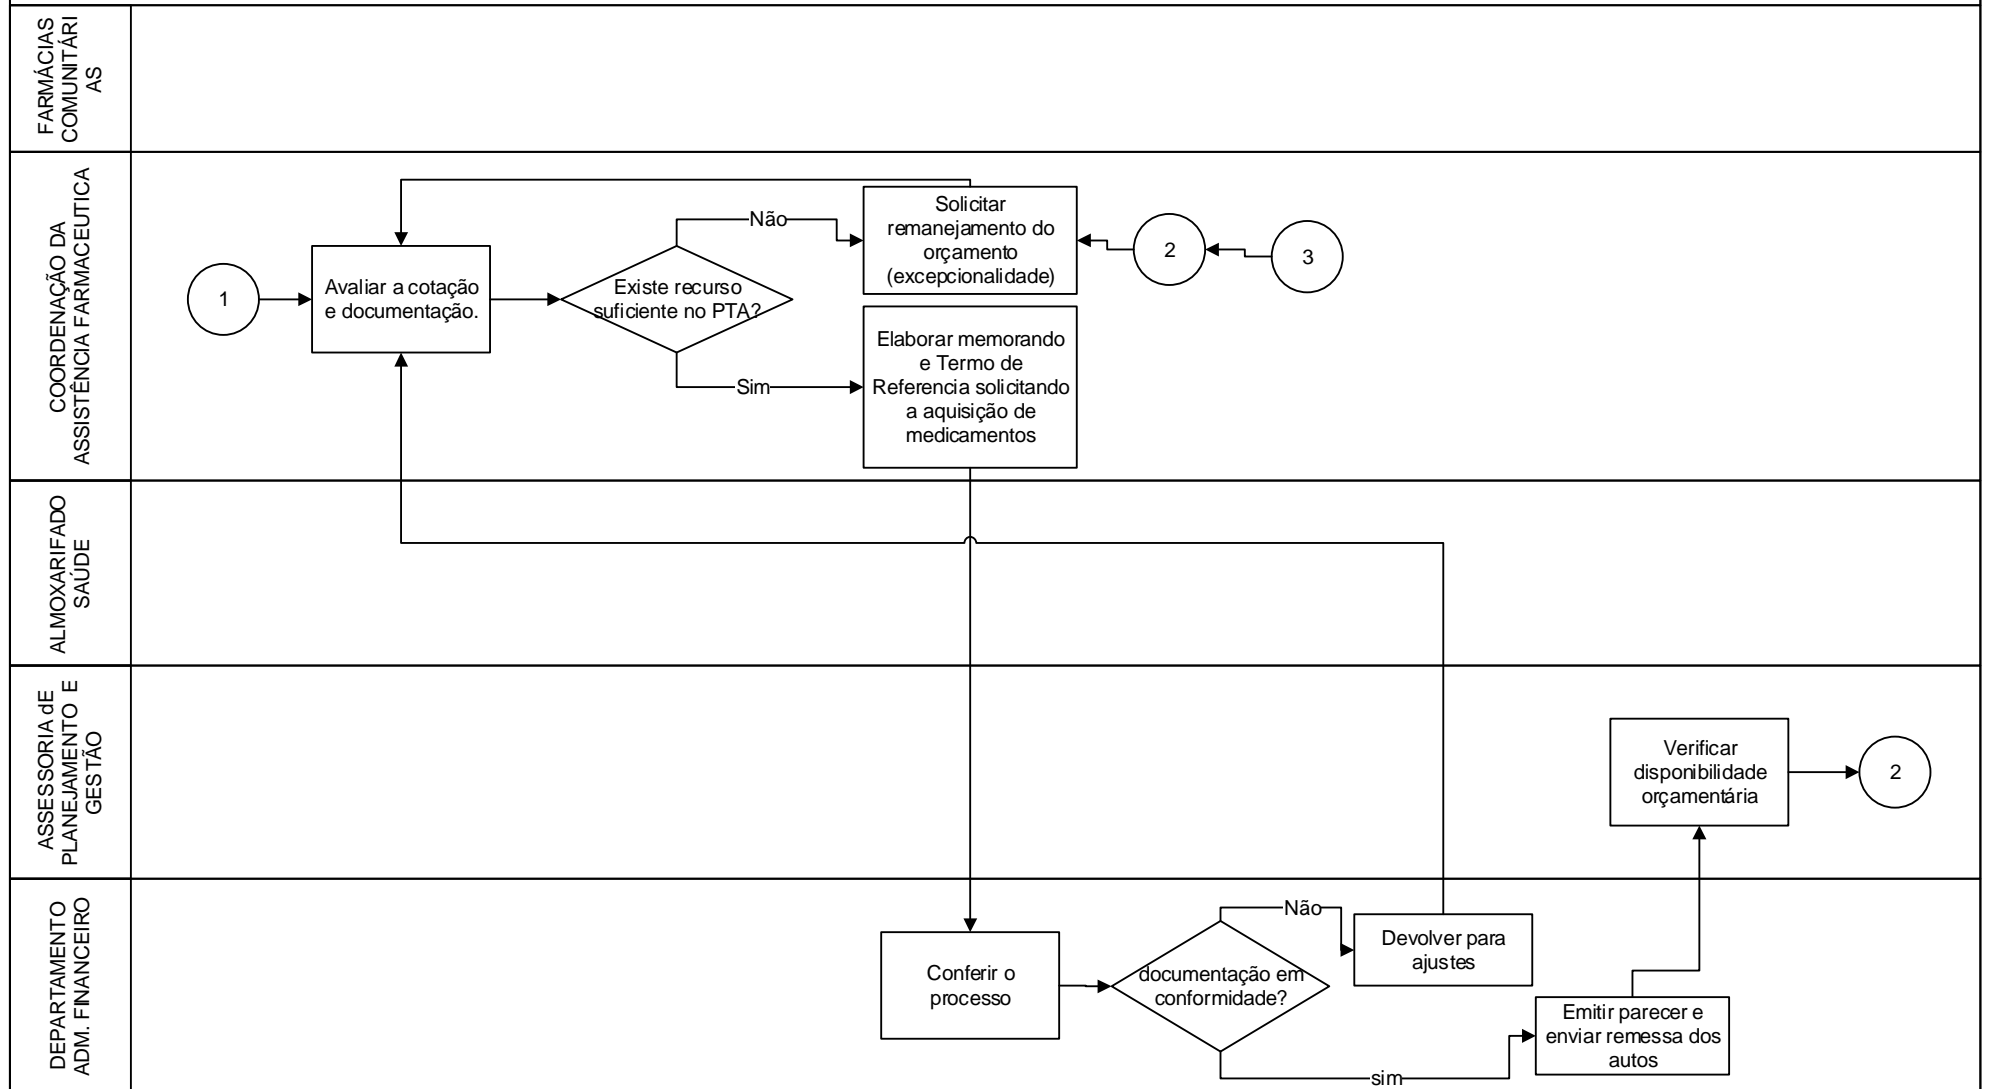 FARMÁCIAS
COMUNITÁRI
AS
COORDENAÇÃO DA
ASSISTÊNCIA FARMACEUTICA
1
Avaliar a cotação
e documentação.
Existe recurso
suficiente no PTA?
Não
Sim
Solicitar
remanejamento do
orçamento
(excepcionalidade)
2
3
Elaborar memorando
e Termo de
Referencia solicitando
a aquisição de
medicamentos
ALMOXARIFADO
SAÚDE
ASSESSORIA dE
PLANEJAMENTO E
GESTÃO
Verificar
disponibilidade
orçamentária
2
DEPARTAMENTO
ADM. FINANCEIRO
Conferir o
processo
documentação em
conformidade?
Não
Devolver para
ajustes
sim
Emitir parecer e
enviar remessa dos
autos